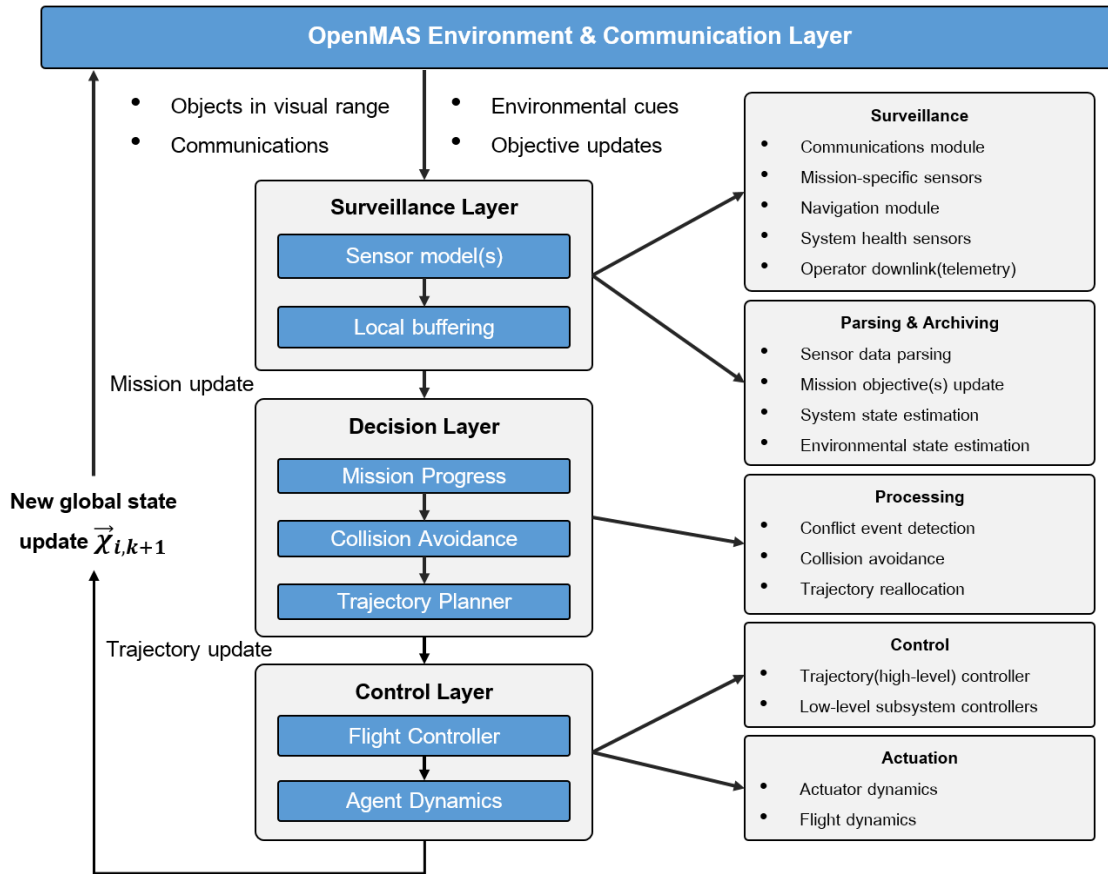 OpenMAS Environment & Communication Layer
• Objects in visual range
• Communications
• Environmental cues
• Objective updates
Surveillance Layer
Sensor model(s)
Local buffering
Mission update
Decision Layer
Mission Progress
Collision Avoidance
Trajectory Planner
New global state
update $\vec{\chi}_{i,k+1}$
Trajectory update
Control Layer
Flight Controller
Agent Dynamics
Surveillance
• Communications module
• Mission-specific sensors
• Navigation module
• System health sensors
• Operator downlink(telemetry)
Parsing & Archiving
• Sensor data parsing
• Mission objective(s) update
• System state estimation
• Environmental state estimation
Processing
• Conflict event detection
• Collision avoidance
• Trajectory reallocation
Control
• Trajectory(high-level) controller
• Low-level subsystem controllers
Actuation
• Actuator dynamics
• Flight dynamics